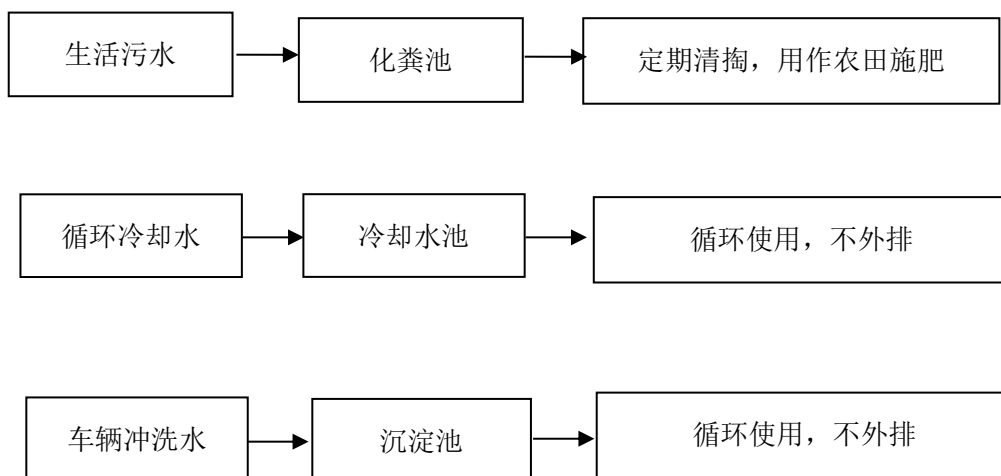 生活污水
化粪池
定期清掏，用作农田施肥
循环冷却水
冷却水池
循环使用，不外排
车辆冲洗水
沉淀池
循环使用，不外排